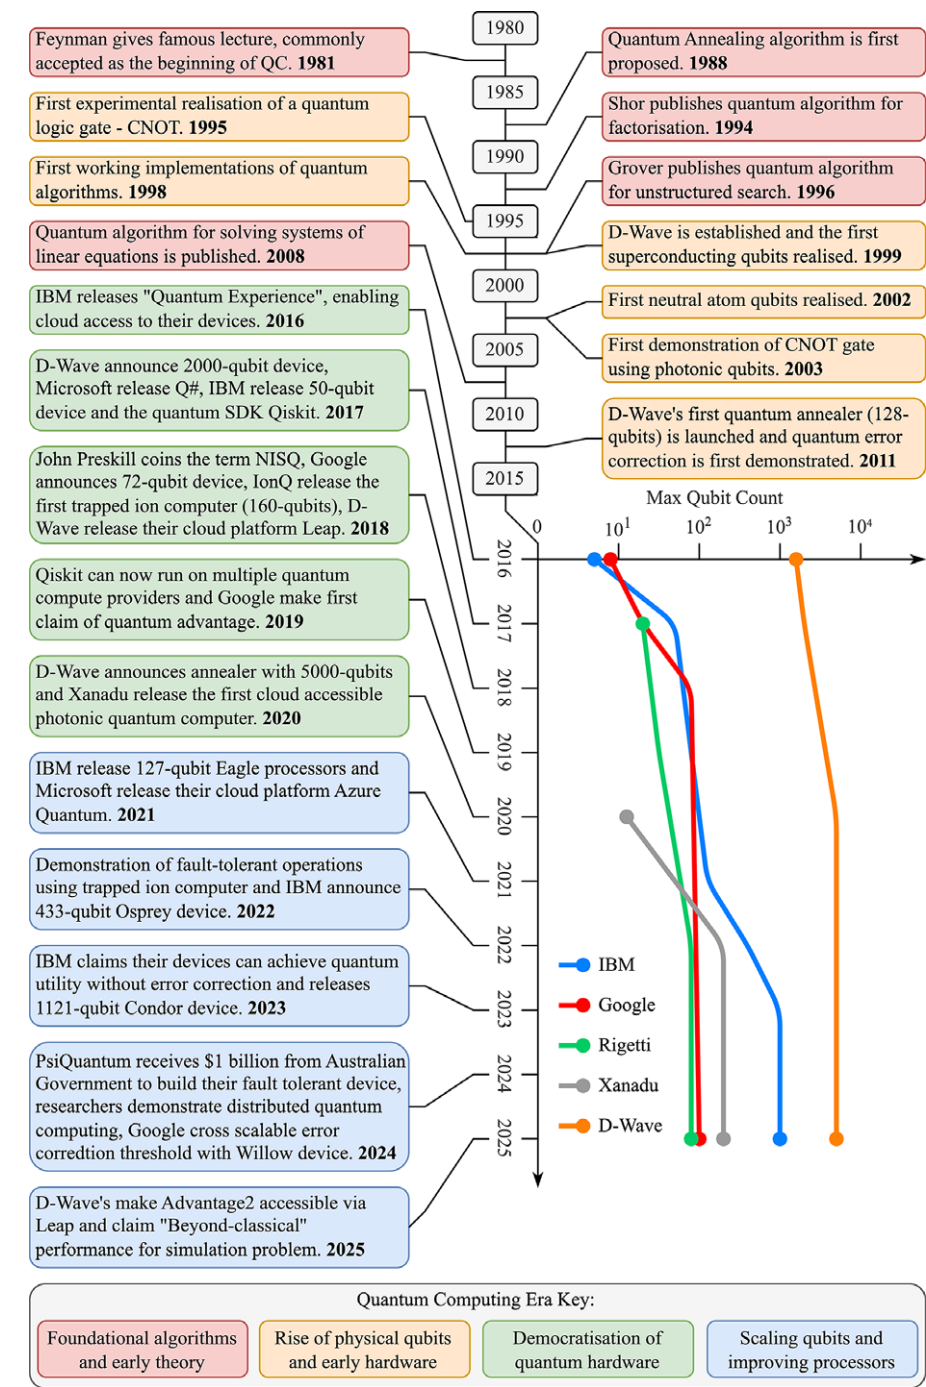 Feynman gives famous lecture, commonly
accepted as the beginning of QC. 1981
First experimental realisation of a quantum
logic gate - CNOT. 1995
First working implementations of quantum
algorithms. 1998
Quantum algorithm for solving systems of
linear equations is published. 2008
IBM releases "Quantum Experience", enabling
cloud access to their devices. 2016
D-Wave announce 2000-qubit device,
Microsoft release Q#, IBM release 50-qubit
device and the quantum SDK Qiskit. 2017
John Preskill coins the term NISQ, Google
announces 72-qubit device, IonQ release the
first trapped ion computer (160-qubits), D-
Wave release their cloud platform Leap. 2018
Qiskit can now run on multiple quantum
compute providers and Google make first
claim of quantum advantage. 2019
D-Wave announces annealer with 5000-qubits
and Xanadu release the first cloud accessible
photonic quantum computer. 2020
IBM release 127-qubit Eagle processors and
Microsoft release their cloud platform Azure
Quantum. 2021
Demonstration of fault-tolerant operations
using trapped ion computer and IBM announce
433-qubit Osprey device. 2022
IBM claims their devices can achieve quantum
utility without error correction and releases
1121-qubit Condor device. 2023
PsiQuantum receives $1 billion from Australian
Government to build their fault tolerant device,
researchers demonstrate distributed quantum
computing, Google cross scalable error
corredtion threshold with Willow device. 2024
D-Wave's make Advantage2 accessible via
Leap and claim "Beyond-classical"
performance for simulation problem. 2025
1980
1985
1990
1995
2000
2005
2010
2015
Quantum Annealing algorithm is first
proposed. 1988
Shor publishes quantum algorithm for
factorisation. 1994
Grover publishes quantum algorithm
for unstructured search. 1996
D-Wave is established and the first
superconducting qubits realised. 1999
First neutral atom qubits realised. 2002
First demonstration of CNOT gate
using photonic qubits. 2003
D-Wave's first quantum annealer (128-
qubits) is launched and quantum error
correction is first demonstrated. 2011
Max Qubit Count
0 10¹ 10² 10³ 10⁴
2016
2017
2018
2019
2020
2021
2022
2023
2024
2025
IBM
Google
Rigetti
Xanadu
D-Wave
Quantum Computing Era Key:
Foundational algorithms
and early theory
Rise of physical qubits
and early hardware
Democratisation of
quantum hardware
Scaling qubits and
improving processors